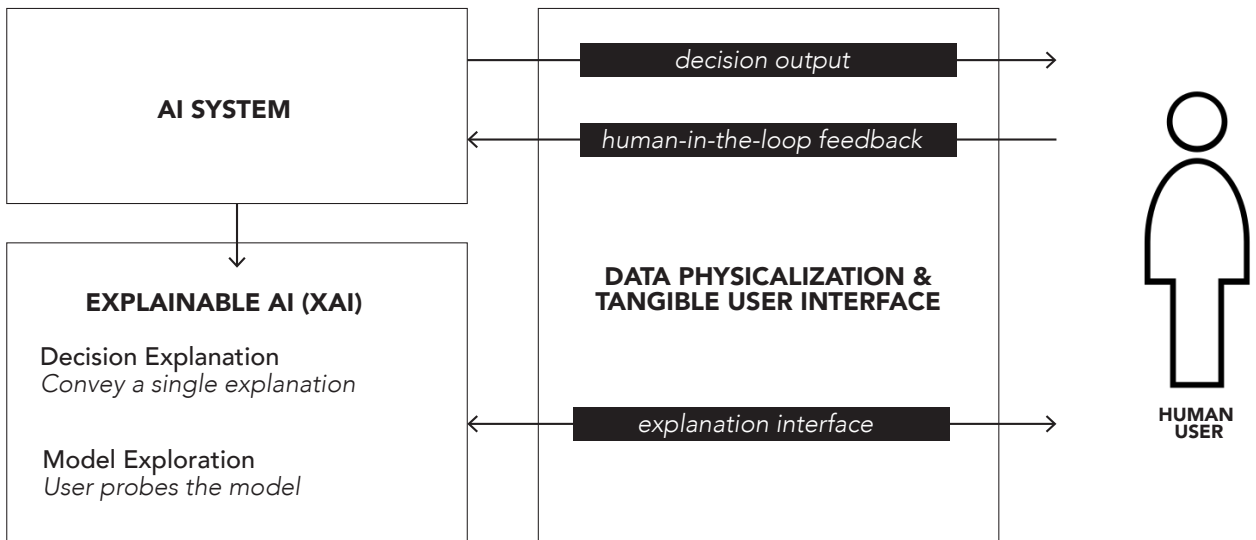 AI SYSTEM
decision output
human-in-the-loop feedback
EXPLAINABLE AI (XAI)
Decision Explanation
Convey a single explanation
Model Exploration
User probes the model
DATA PHYSICALIZATION &
TANGIBLE USER INTERFACE
explanation interface
HUMAN
USER